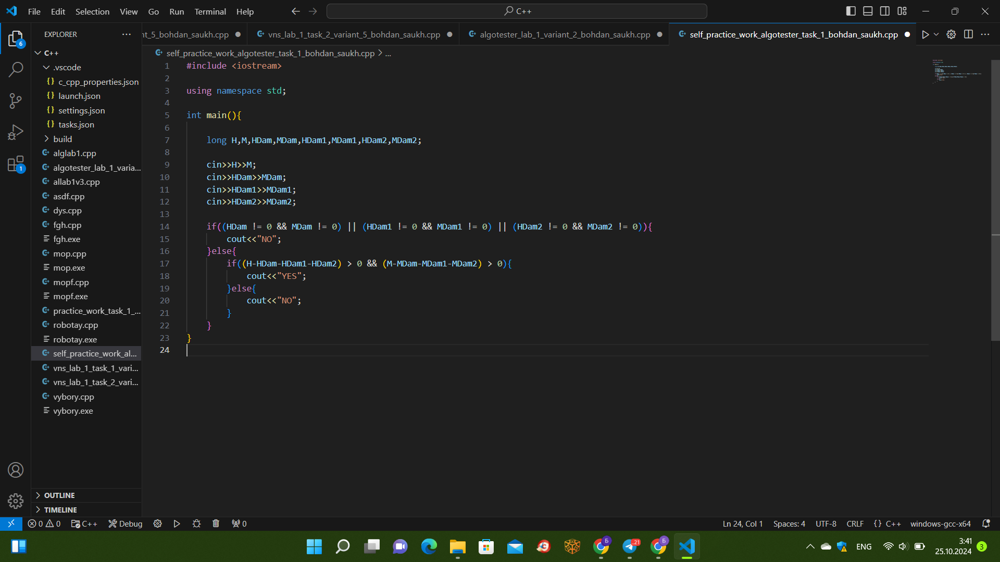 File Edit Selection View Go Run Terminal Help
C++
EXPLORER
nt_5_bohdan_saukh.cpp
vns_lab_1_task_2_variant_5_bohdan_saukh.cpp
algotester_lab_1_variant_2_bohdan_saukh.cpp
self_practice_work_algotester_task_1_bohdan_saukh.cpp
6
1
C++
.vscode
{} c_cpp_properties.json
{} launch.json
{} settings.json
{} tasks.json
build
alglab1.cpp
algotester_lab_1_varia...
allab1v3.cpp
asdf.cpp
dys.cpp
fgh.cpp
fgh.exe
mop.cpp
mop.exe
mopf.cpp
mopf.exe
practice_work_task_1_...
robotay.cpp
robotay.exe
self_practice_work_al...
vns_lab_1_task_1_vari...
vns_lab_1_task_2_vari...
vybory.cpp
vybory.exe
OUTLINE
TIMELINE
self_practice_work_algotester_task_1_bohdan_saukh.cpp > ...
1 #include <iostream>
2
3 using namespace std;
4
5 int main(){
6
7 long H,M,HDam,MDam,HDam1,MDam1,HDam2,MDam2;
8
9 cin>>H>>M;
10 cin>>HDam>>MDam;
11 cin>>HDam1>>MDam1;
12 cin>>HDam2>>MDam2;
13
14 if((HDam != 0 && MDam != 0) || (HDam1 != 0 && MDam1 != 0) || (HDam2 != 0 && MDam2 != 0)){
15 cout<<"NO";
16 }else{
17 if((H-HDam-HDam1-HDam2) > 0 && (M-MDam-MDam1-MDam2) > 0){
18 cout<<"YES";
19 }else{
20 cout<<"NO";
21 }
22 }
23 }
24
0 0 C++ Debug 0
Ln 24, Col 1 Spaces: 4 UTF-8 CRLF {} C++ windows-gcc-x64
Б
21
Б
ENG
3:41
25.10.2024
3